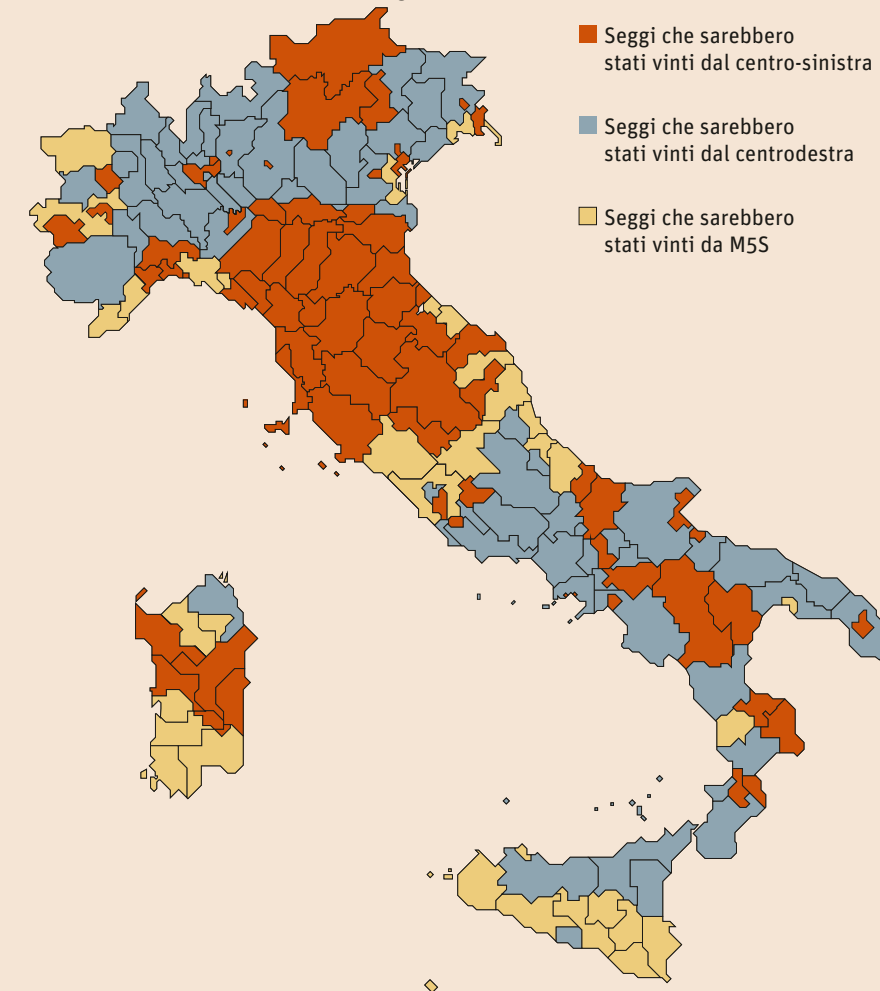 Seggi che sarebbero
stati vinti dal centro-sinistra
Seggi che sarebbero
stati vinti dal centrodestra
Seggi che sarebbero
stati vinti da M5S